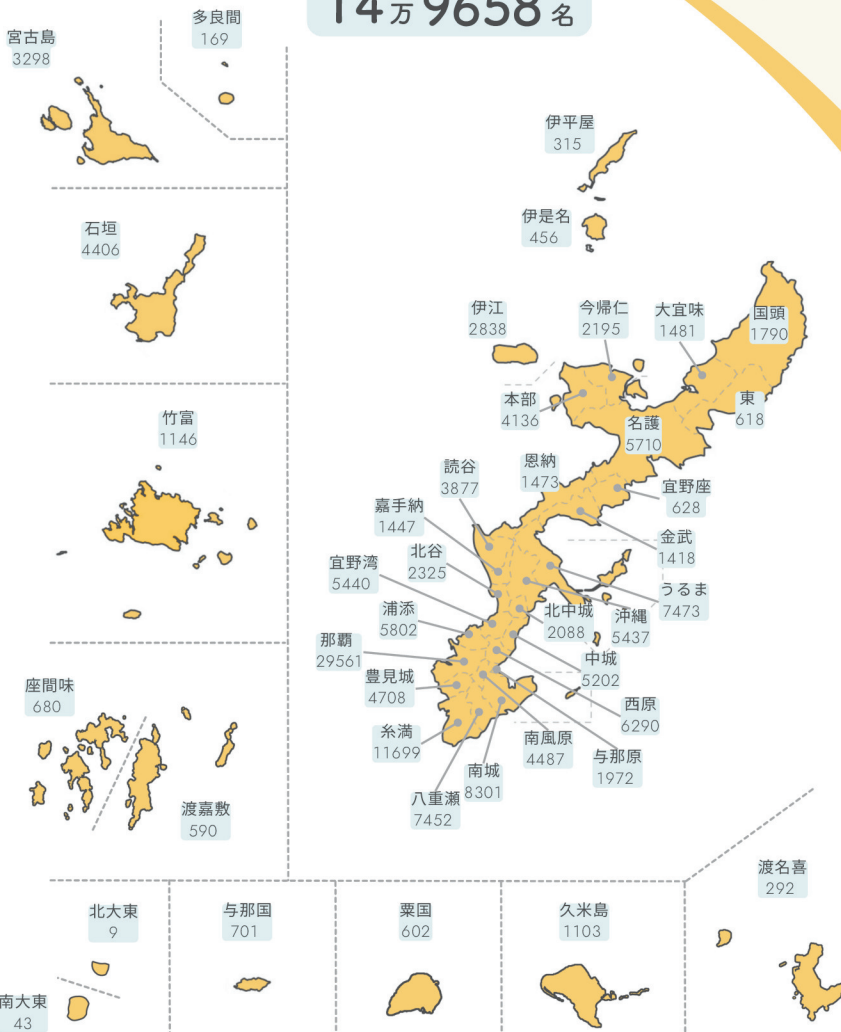 14万9658名
多良間
169
宮古島
3298
伊平屋
315
伊是名
456
石垣
4406
伊江
2838
今帰仁
2195
大宜味
1481
国頭
1790
本部
4136
東
618
名護
5710
竹富
1146
恩納
1473
読谷
3877
宜野座
628
嘉手納
1447
金武
1418
北谷
2325
宜野湾
5440
うるま
7473
浦添
5802
北中城
2088
沖縄
5437
那覇
29561
中城
5202
豊見城
4708
座間味
680
西原
6290
糸満
11699
南風原
4487
与那原
1972
南城
8301
八重瀬
7452
渡嘉敷
590
渡名喜
292
北大東
9
与那国
701
粟国
602
久米島
1103
南大東
43